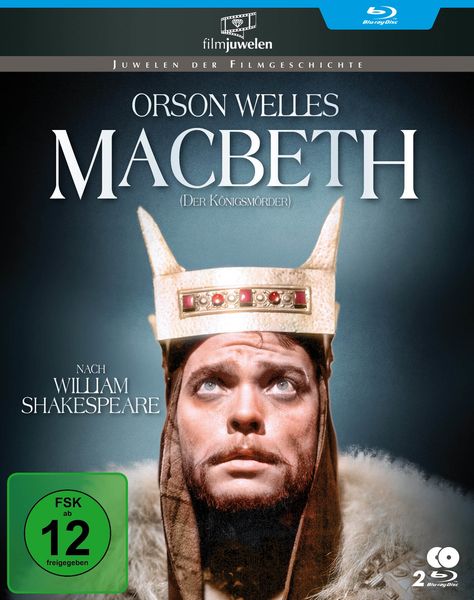 Blu-ray Disc
filmjuwelen
JUWELEN DER FILMGESCHICHTE
ORSON WELLES
MACBETH
(DER KÖNIGSMÖRDER)
NACH
WILLIAM
SHAKESPEARE
FSK
ab
12
freigegeben
2 Blu-ray Disc